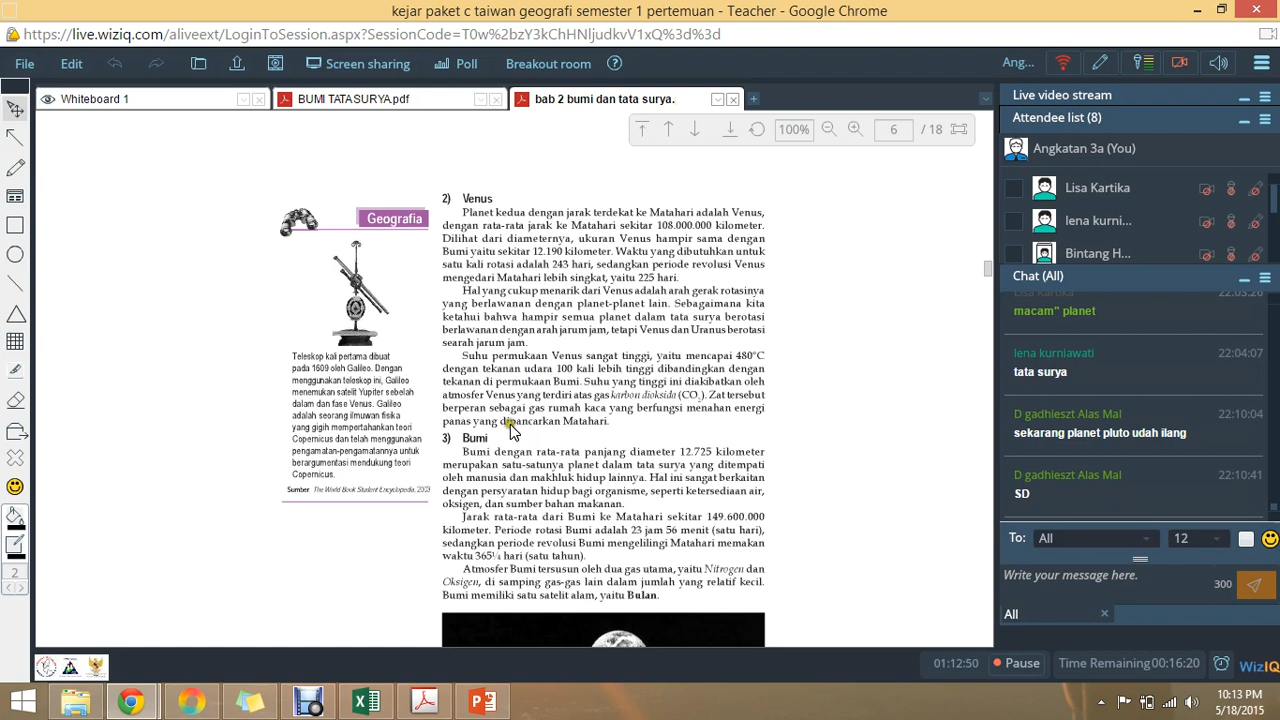 kejar paket c taiwan geografi semester 1 pertemuan - Teacher - Google Chrome
https://live.wiziq.com/aliveext/LoginToSession.aspx?SessionCode=T0w%2bzY3kChHNljudkvV1xQ%3d%3d
File Edit Screen sharing Poll Breakout room ? Ang...
Whiteboard 1 BUMI TATASURYA.pdf bab 2 bumi dan tata surya.
100% 6 / 18
Geografia
Teleskop kali pertama dibuat
pada 1609 oleh Galileo. Dengan
menggunakan teleskop ini, Galileo
menemukan satelit Yupiter sebelah
dalam dan fase Venus. Galileo
adalah seorang ilmuwan fisika
yang gigih mempertahankan teori
Copernicus dan telah menggunakan
pengamatan-pengamatannya untuk
berargumentasi mendukung teori
Copernicus.
Sumber The World Book Student Encyclopedia, 2003
2) Venus
Planet kedua dengan jarak terdekat ke Matahari adalah Venus,
dengan rata-rata jarak ke Matahari sekitar 108.000.000 kilometer.
Dilihat dari diameternya, ukuran Venus hampir sama dengan
Bumi yaitu sekitar 12.190 kilometer. Waktu yang dibutuhkan untuk
satu kali rotasi adalah 243 hari, sedangkan periode revolusi Venus
mengedari Matahari lebih singkat, yaitu 225 hari.
Hal yang cukup menarik dari Venus adalah arah gerak rotasinya
yang berlawanan dengan planet-planet lain. Sebagaimana kita
ketahui bahwa hampir semua planet dalam tata surya berotasi
berlawanan dengan arah jarum jam, tetapi Venus dan Uranus berotasi
searah jarum jam.
Suhu permukaan Venus sangat tinggi, yaitu mencapai 480°C
dengan tekanan udara 100 kali lebih tinggi dibandingkan dengan
tekanan di permukaan Bumi. Suhu yang tinggi ini diakibatkan oleh
atmosfer Venus yang terdiri atas gas karbon dioksida (CO₂). Zat tersebut
berperan sebagai gas rumah kaca yang berfungsi menahan energi
panas yang dipancarkan Matahari.
3) Bumi
Bumi dengan rata-rata panjang diameter 12.725 kilometer
merupakan satu-satunya planet dalam tata surya yang ditempati
oleh manusia dan makhluk hidup lainnya. Hal ini sangat berkaitan
dengan persyaratan hidup bagi organisme, seperti ketersediaan air,
oksigen, dan sumber bahan makanan.
Jarak rata-rata dari Bumi ke Matahari sekitar 149.600.000
kilometer. Periode rotasi Bumi adalah 23 jam 56 menit (satu hari),
sedangkan periode revolusi Bumi mengelilingi Matahari memakan
waktu 365¼ hari (satu tahun).
Atmosfer Bumi tersusun oleh dua gas utama, yaitu Nitrogen dan
Oksigen, di samping gas-gas lain dalam jumlah yang relatif kecil.
Bumi memiliki satu satelit alam, yaitu Bulan.
Live video stream
Attendee list (8)
Angkatan 3a (You)
Lisa Kartika
lena kurni...
Bintang H...
Chat (All)
Lisa Kartika 22:03:26
macam" planet
lena kurniawati 22:04:07
tata surya
D gadhieszt Alas Mal 22:10:04
sekarang planet pluto udah ilang
D gadhieszt Alas Mal 22:10:41
SD
To: All 12
Write your message here. 300
All
2
01:12:50 Pause Time Remaining 00:16:20 WizIQ
10:13 PM
5/18/2015